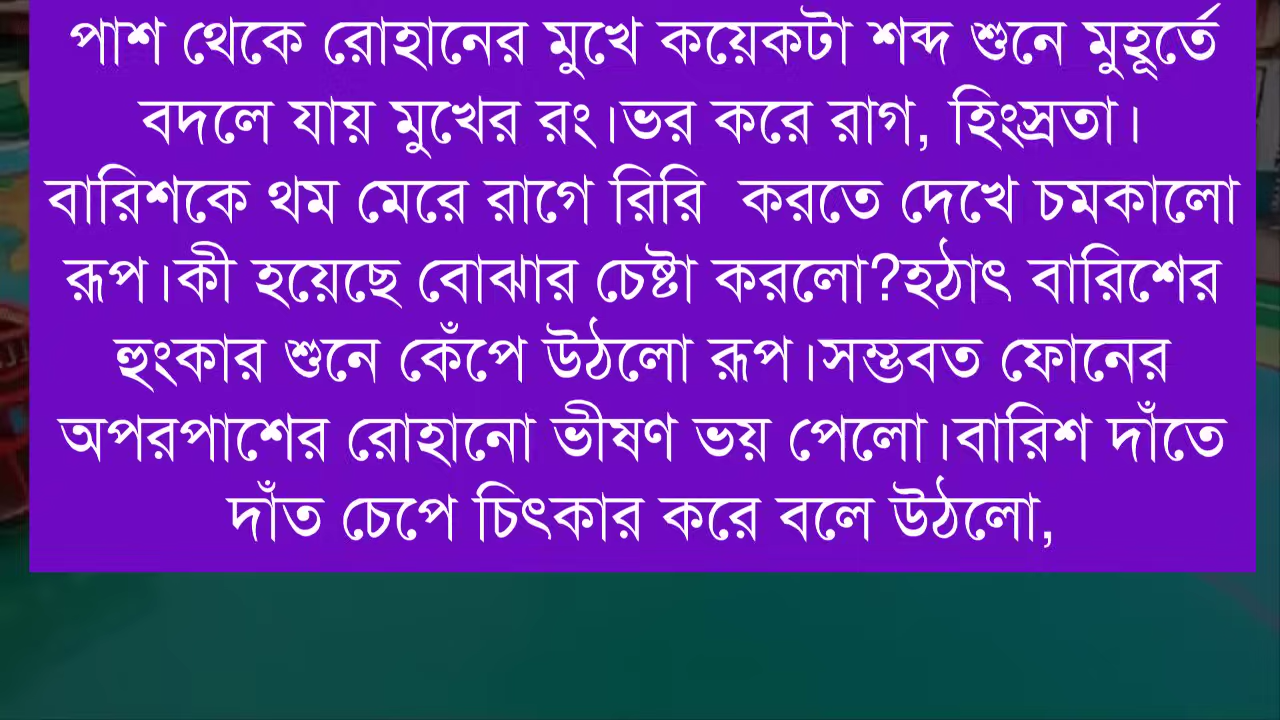 পাশ থেকে রোহানের মুখে কয়েকটা শব্দ শুনে মুহূর্তে
বদলে যায় মুখের রং।ভর করে রাগ, হিংস্রতা।
বারিশকে থম মেরে রাগে রিরি  করতে দেখে চমকালো
রূপ।কী হয়েছে বোঝার চেষ্টা করলো?হঠাৎ বারিশের
হুংকার শুনে কেঁপে উঠলো রূপ।সম্ভবত ফোনের
অপরপাশের রোহানো ভীষণ ভয় পেলো।বারিশ দাঁতে
দাঁত চেপে চিৎকার করে বলে উঠলো,